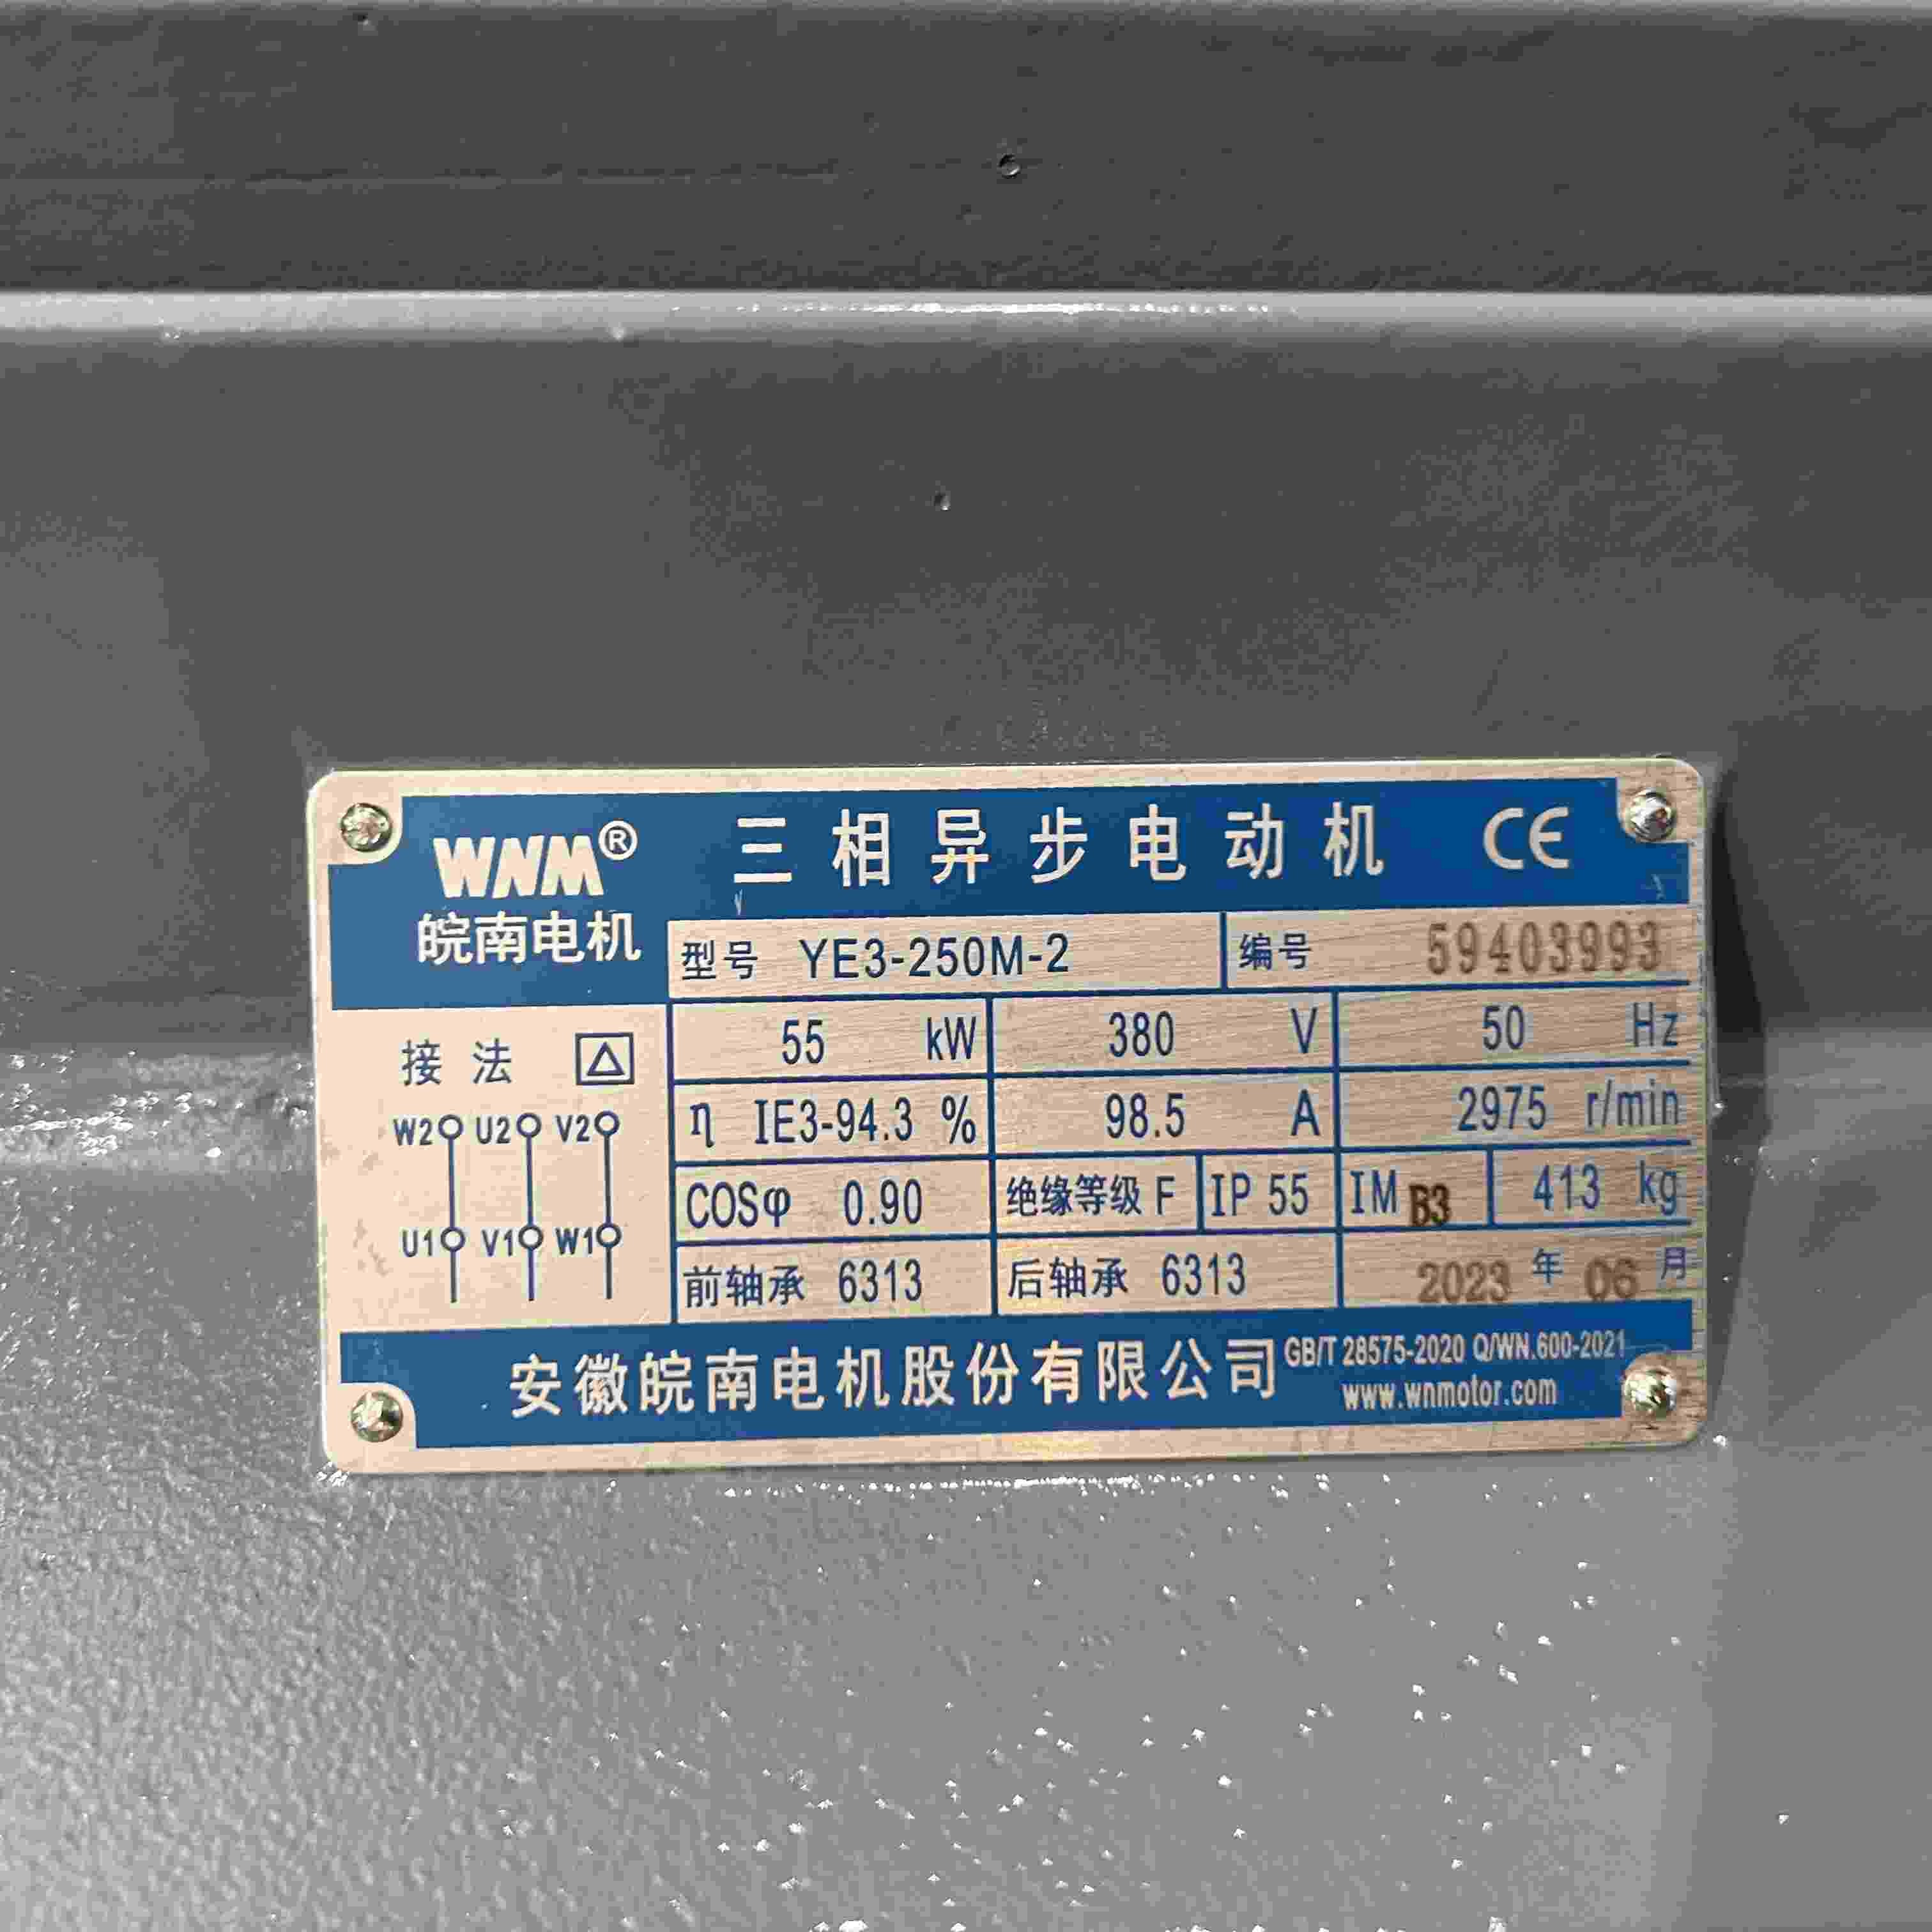 WNM® 三相异步电动机 CE
皖南电机
型号 YE3-250M-2 编号 59403993
接法 △
55 kW 380 V 50 Hz
W2 U2 V2
η IE3-94.3 % 98.5 A 2975 r/min
COSφ 0.90 绝缘等级 F IP 55 IM B3 413 kg
U1 V1 W1
前轴承 6313 后轴承 6313 2023 年 06 月
安徽皖南电机股份有限公司 GB/T 28575-2020 Q/WN.600-2021
www.wnmotor.com